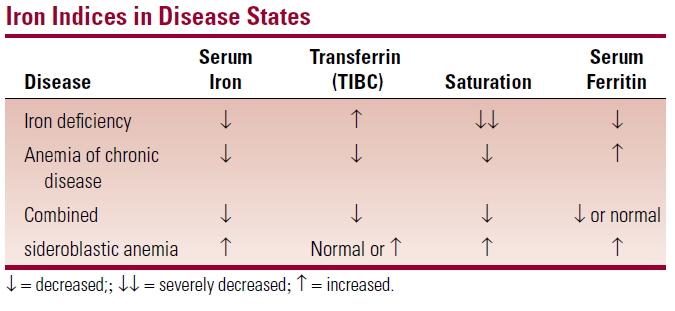 Iron Indices in Disease States
Disease Serum Iron Transferrin (TIBC) Saturation Serum Ferritin
Iron deficiency ↓ ↑ ↓↓ ↓
Anemia of chronic disease ↓ ↓ ↓ ↑
Combined ↓ ↓ ↓ ↓ or normal
sideroblastic anemia ↑ Normal or ↑ ↑ ↑
↓ = decreased;; ↓↓ = severely decreased; ↑ = increased.